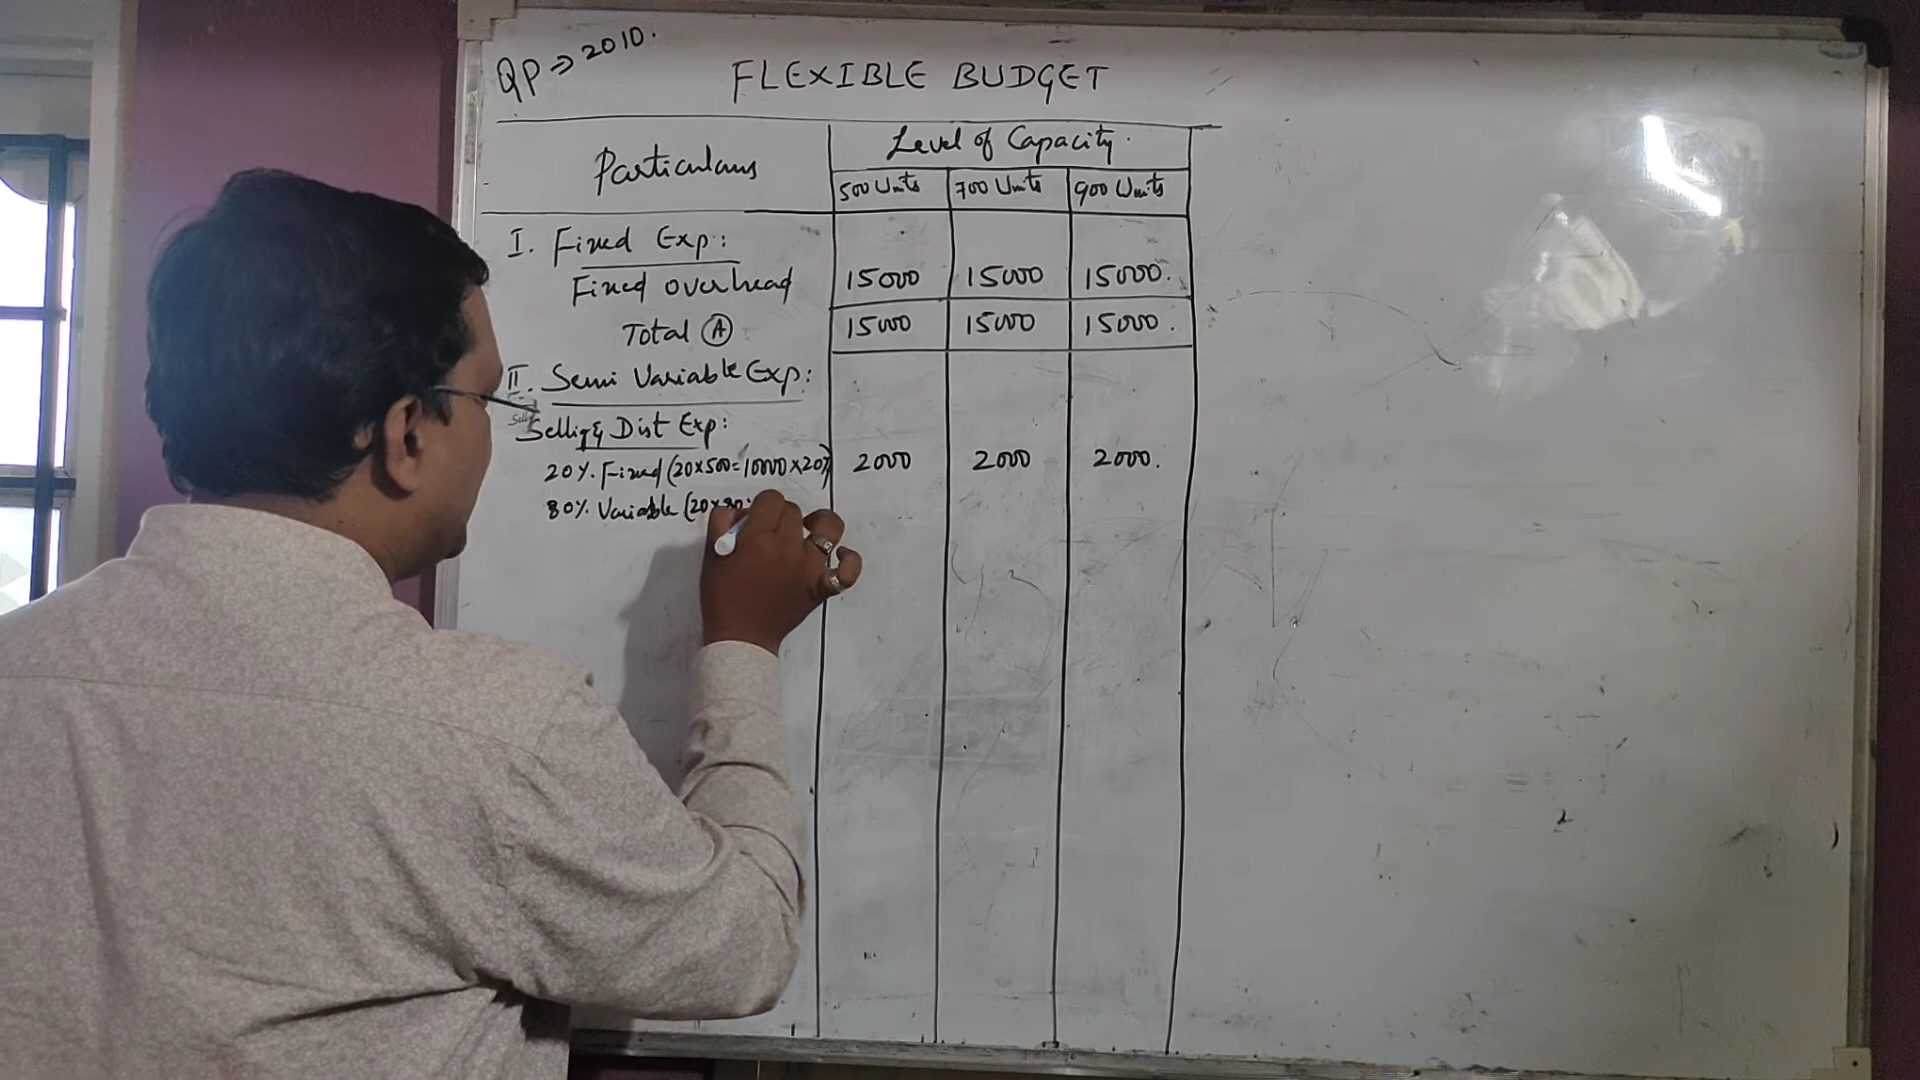 QP ⇒ 2010.
FLEXIBLE BUDGET
Particulars
Level of Capacity.
500 Units 700 Units 900 Units
I. Fixed Exp:
Fixed overhead 15000 15000 15000.
Total Ⓐ 15000 15000 15000.
II. Semi Variable Exp:
Sellig & Dist Exp:
20%. Fixed (20×500=10000×20%) 2000 2000 2000.
80%. Variable (20×80